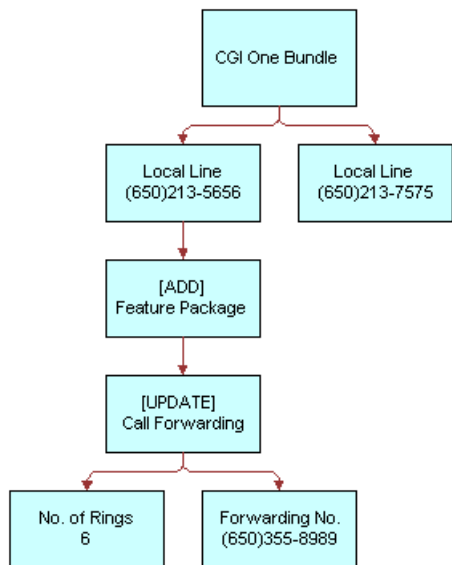 CGI One Bundle
Local Line
(650)213-5656
Local Line
(650)213-7575
[ADD]
Feature Package
[UPDATE]
Call Forwarding
No. of Rings
6
Forwarding No.
(650)355-8989